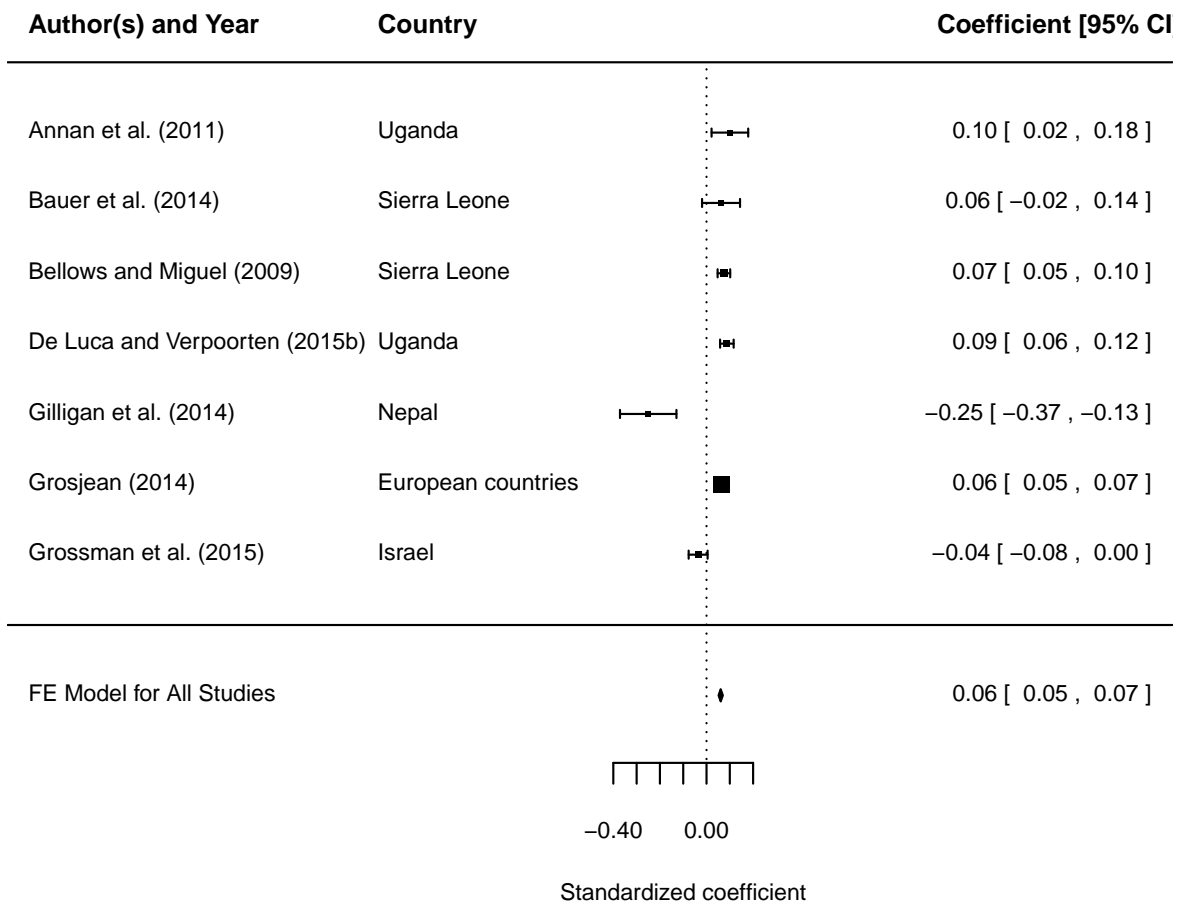 Author(s) and Year Country Coefficient [95% CI]
Annan et al. (2011) Uganda 0.10 [ 0.02 , 0.18 ]
Bauer et al. (2014) Sierra Leone 0.06 [ −0.02 , 0.14 ]
Bellows and Miguel (2009) Sierra Leone 0.07 [ 0.05 , 0.10 ]
De Luca and Verpoorten (2015b) Uganda 0.09 [ 0.06 , 0.12 ]
Gilligan et al. (2014) Nepal −0.25 [ −0.37 , −0.13 ]
Grosjean (2014) European countries 0.06 [ 0.05 , 0.07 ]
Grossman et al. (2015) Israel −0.04 [ −0.08 , 0.00 ]
FE Model for All Studies 0.06 [ 0.05 , 0.07 ]
−0.40 0.00
Standardized coefficient